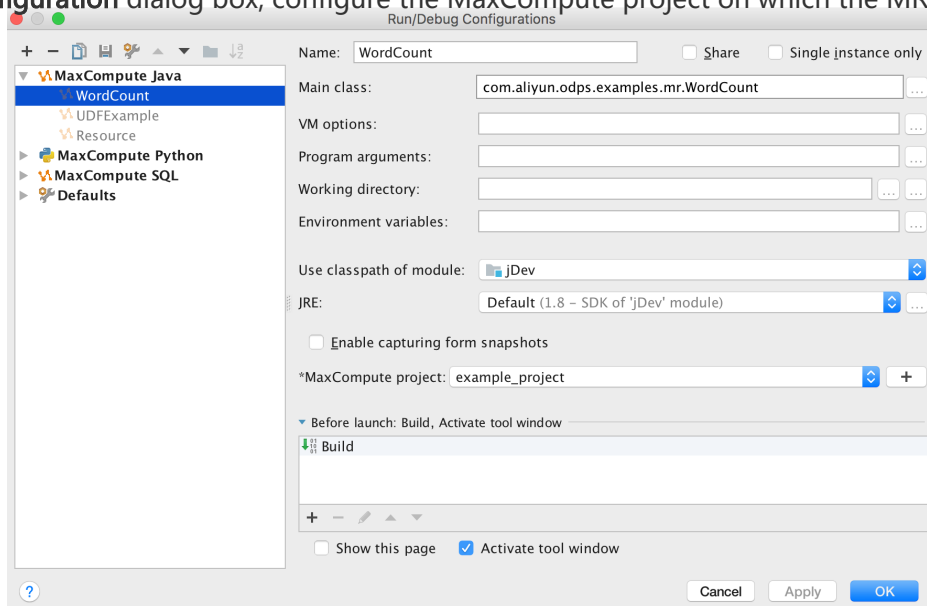 nfiguration dialog box, configure the MaxCompute project on which the MR
Run/Debug Configurations
Name: WordCount Share Single instance only
MaxCompute Java
WordCount
UDFExample
Resource
MaxCompute Python
MaxCompute SQL
Defaults
Main class: com.aliyun.odps.examples.mr.WordCount ...
VM options: ...
Program arguments: ...
Working directory: ... ...
Environment variables: ...
Use classpath of module: jDev
JRE: Default (1.8 – SDK of 'jDev' module) ...
Enable capturing form snapshots
*MaxCompute project: example_project +
Before launch: Build, Activate tool window
Build
Show this page Activate tool window
? Cancel Apply OK